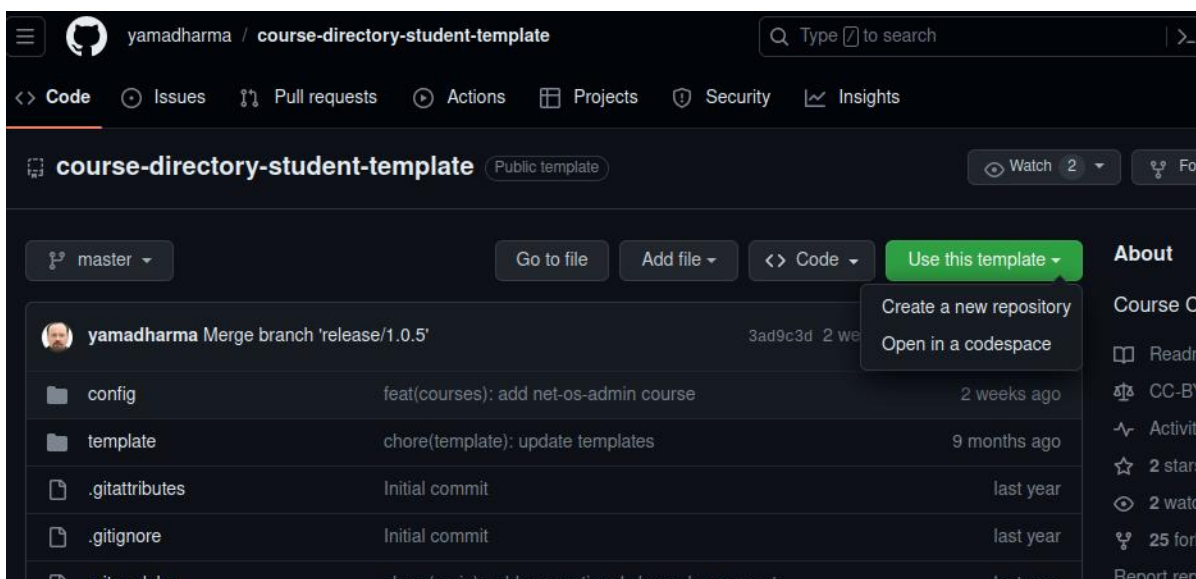 yamadharma / course-directory-student-template
Type / to search
Code Issues Pull requests Actions Projects Security Insights
course-directory-student-template Public template
Watch 2
master Go to file Add file Code Use this template
Create a new repository
Open in a codespace
yamadharma Merge branch 'release/1.0.5' 3ad9c3d 2
config feat(courses): add net-os-admin course 2 weeks ago
template chore(template): update templates 9 months ago
.gitattributes Initial commit last year
.gitignore Initial commit last year
About
Course
2
2
25
Report